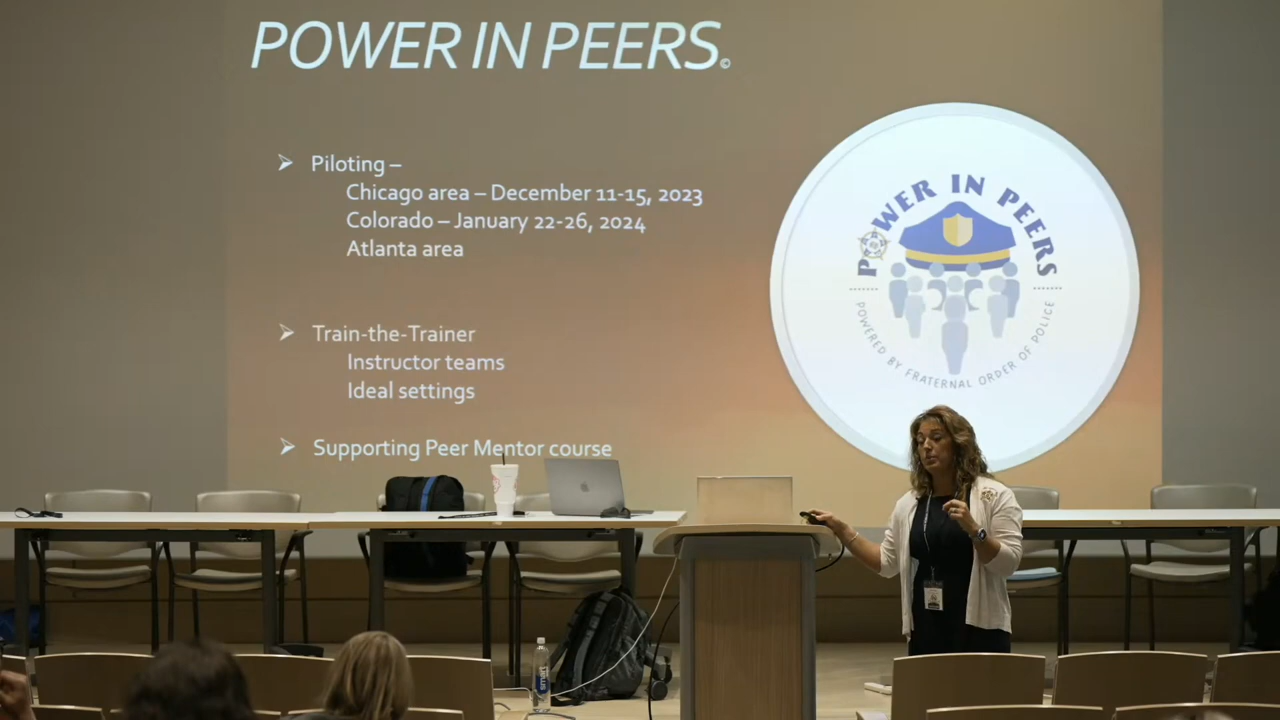 POWER IN PEERS©
Piloting –
Chicago area – December 11-15, 2023
Colorado – January 22-26, 2024
Atlanta area
Train-the-Trainer
Instructor teams
Ideal settings
Supporting Peer Mentor course
POWER IN PEERS
POWERED BY FRATERNAL ORDER OF POLICE
smart